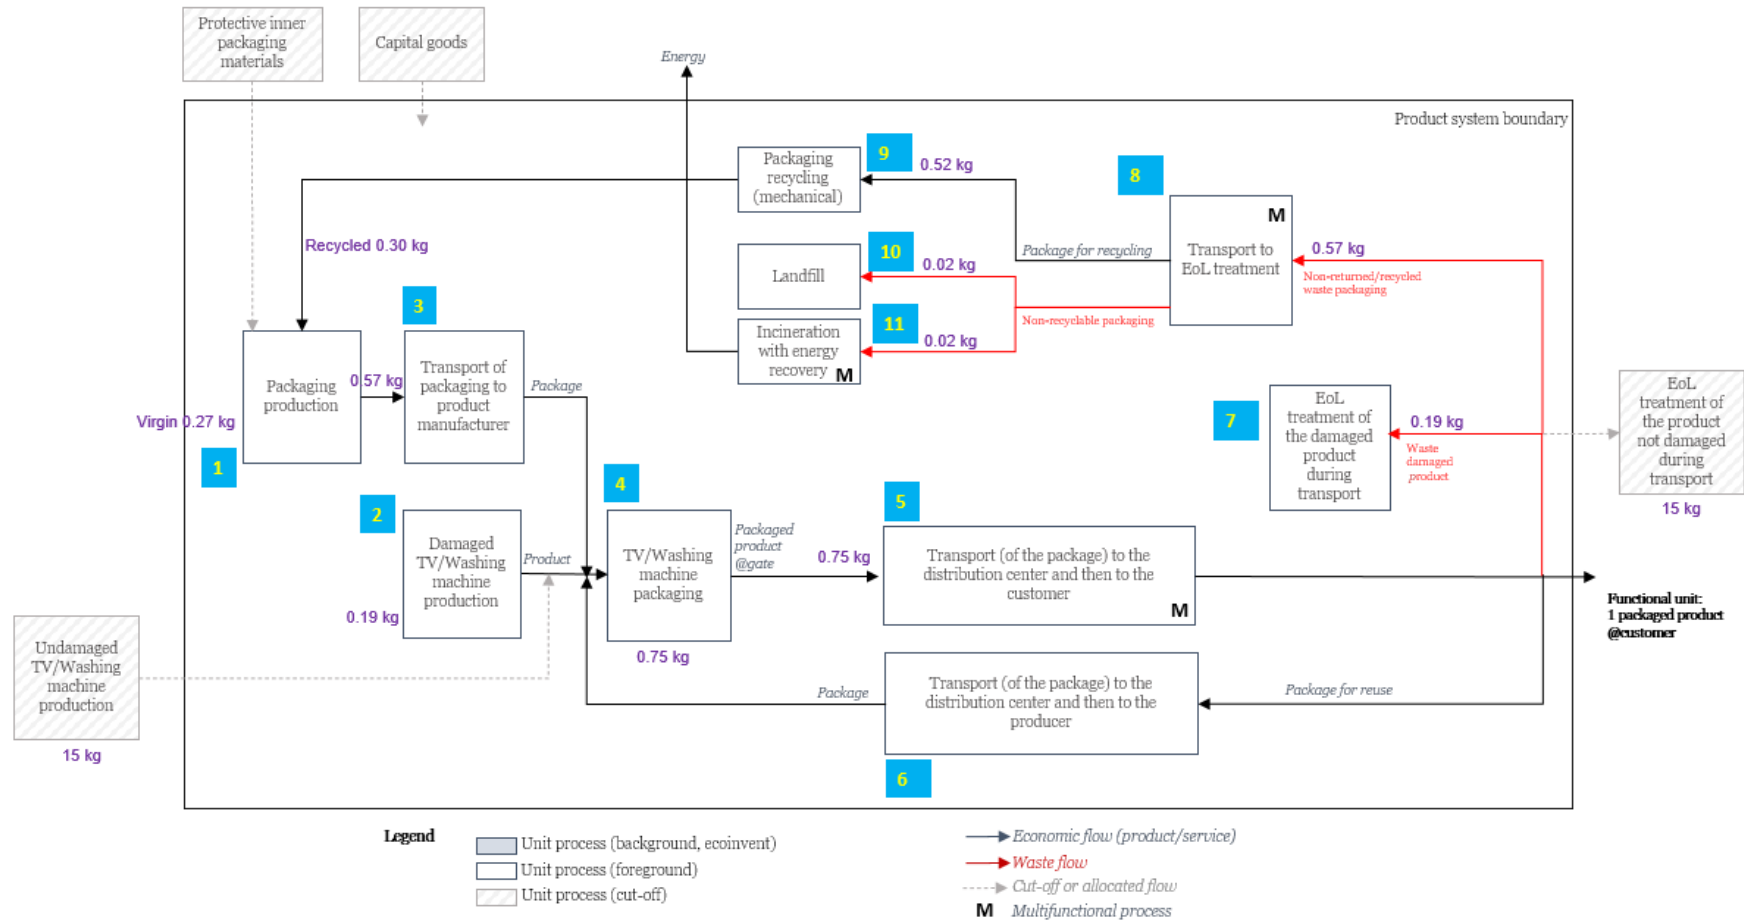 Protective inner
packaging
materials
Capital goods
Energy
Product system boundary
Packaging
recycling
(mechanical)
9
0.52 kg
8
M
Transport to
EoL treatment
0.57 kg
Non-returned/recycled
waste packaging
Recycled 0.30 kg
Package for recycling
10
Landfill
0.02 kg
Non-recyclable packaging
11
Incineration
with energy
recovery
M
0.02 kg
3
Packaging
production
0.57 kg
Transport of
packaging to
product
manufacturer
Package
Virgin 0.27 kg
1
7
EoL
treatment of
the damaged
product
during
transport
0.19 kg
Waste
damaged
product
EoL
treatment of
the product
not damaged
during
transport
15 kg
2
Damaged
TV/Washing
machine
production
Product
0.19 kg
4
TV/Washing
machine
packaging
0.75 kg
Packaged
product
@gate
0.75 kg
5
Transport (of the package) to the
distribution center and then to the
customer
M
Functional unit:
1 packaged product
@customer
Undamaged
TV/Washing
machine
production
15 kg
Package
Transport (of the package) to the
distribution center and then to the
producer
Package for reuse
6
Legend
Unit process (background, ecoinvent)
Unit process (foreground)
Unit process (cut-off)
Economic flow (product/service)
Waste flow
Cut-off or allocated flow
M Multifunctional process